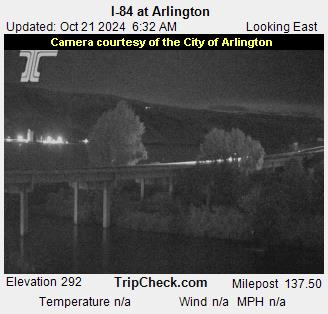 I-84 at Arlington
Updated: Oct 21 2024 6:32 AM Looking East
Camera courtesy of the City of Arlington
Elevation 292 TripCheck.com Milepost 137.50
Temperature n/a Wind n/a MPH n/a